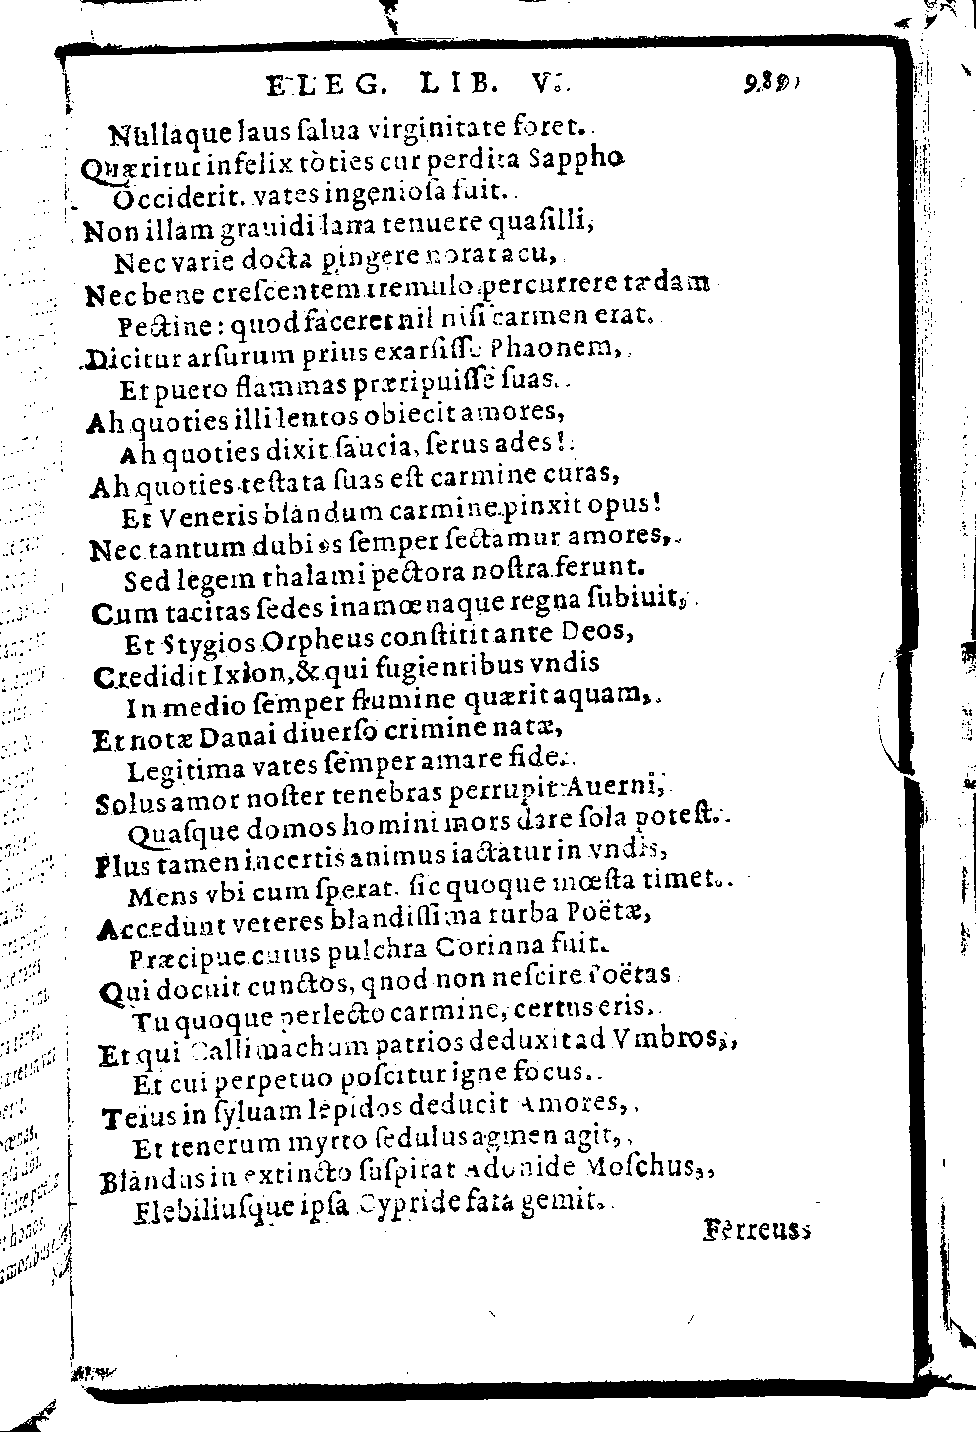 ELEG. LIB. V. 989
Nullaque laus ſalua virginitate foret.
Quæritur infelix tòties cur perdita Sappho
Occiderit. vates ingenioſa fuit.
Non illam grauidi lana tenuere quaſilli,
Nec varie docta pingere norat acu,
Nec bene creſcentem tremulo percurrere tædam
Pectine: quod faceret nil niſi carmen erat.
Dicitur arſurum prius exarſiſſe Phaonem,
Et puero flammas præripuiſſe ſuas.
Ah quoties illi lentos obiecit amores,
Ah quoties dixit ſaucia, ſerus ades!
Ah quoties teſtata ſuas eſt carmine curas,
Et Veneris blandum carmine pinxit opus!
Nec tantum dubios ſemper ſectamur amores,
Sed legem thalami pectora noſtra ferunt.
Cum tacitas ſedes inamœnaque regna ſubiuit,
Et Stygios Orpheus conſtitit ante Deos,
Credidit Ixion, & qui fugientibus vndis
In medio ſemper flumine quærit aquam,
Et notæ Danai diuerſo crimine natæ,
Legitima vates ſemper amare fide.
Solus amor noſter tenebras perrupit Auerni,
Quaſque domos homini mors dare ſola poteſt.
Plus tamen incertis animus iactatur in vndis,
Mens vbi cum ſperat. ſic quoque mœſta timet.
Accedunt veteres blandiſſima turba Poëtæ,
Præcipue cuius pulchra Corinna fuit.
Qui docuit cunctos, qnod non neſcire Poëtas
Tu quoque perlecto carmine, certus eris.
Et qui Callimachum patrios deduxit ad Vmbros,
Et cui perpetuo poſcitur igne focus.
Teïus in ſyluam lepidos deducit Amores,
Et tenerum myrto ſedulus agmen agit,
Blandus in extincto ſuſpirat Adonide Moſchus,
Flebiliuſque ipſa Cypride fata gemit.
Ferreus,